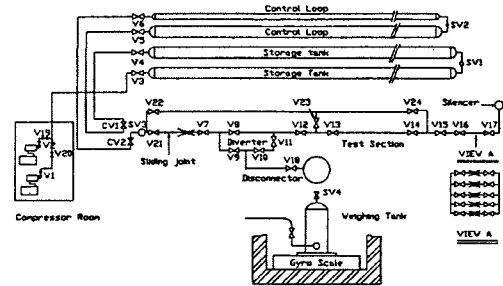 Control Loop
V6
SV2
V5
Control Loop
V4
Storage tank
SV1
V3
Storage Tank
Silencer
V22
V23
V24
CV1
SV3
CV2
V21
V7
V8
V12
V13
V14
V15
V16
V17
Diverter
V11
V9
V10
Sliding joint
Test Section
VIEW A
V19
V2
V20
V1
V18
Disconnector
SV4
Compressor Room
Weighing Tank
VIEW A
Gyro Scale